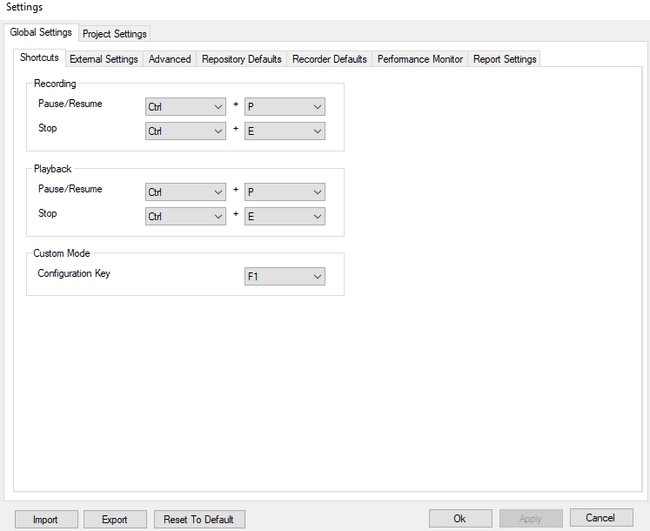 Settings
Global Settings Project Settings
Shortcuts External Settings Advanced Repository Defaults Recorder Defaults Performance Monitor Report Settings
Recording
Pause/Resume Ctrl + P
Stop Ctrl + E
Playback
Pause/Resume Ctrl + P
Stop Ctrl + E
Custom Mode
Configuration Key F1
Import Export Reset To Default Ok Apply Cancel